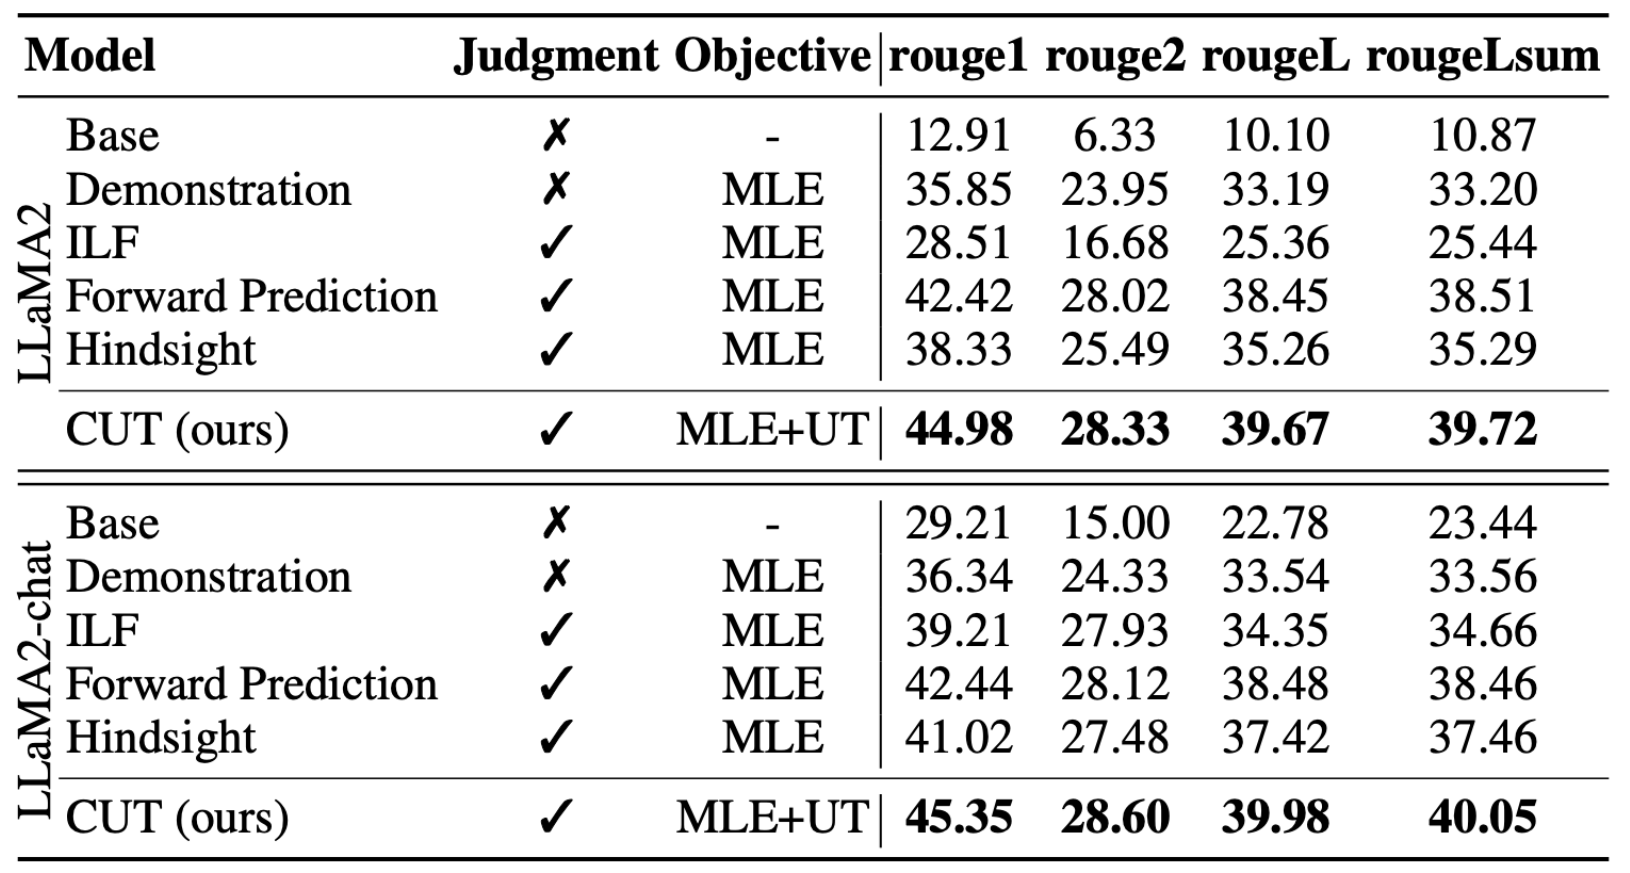 Model Judgment Objective rouge1 rouge2 rougeL rougeLsum
LLaMA2
Base ✗ - 12.91 6.33 10.10 10.87
Demonstration ✗ MLE 35.85 23.95 33.19 33.20
ILF ✓ MLE 28.51 16.68 25.36 25.44
Forward Prediction ✓ MLE 42.42 28.02 38.45 38.51
Hindsight ✓ MLE 38.33 25.49 35.26 35.29
CUT (ours) ✓ MLE+UT 44.98 28.33 39.67 39.72
LLaMA2-chat
Base ✗ - 29.21 15.00 22.78 23.44
Demonstration ✗ MLE 36.34 24.33 33.54 33.56
ILF ✓ MLE 39.21 27.93 34.35 34.66
Forward Prediction ✓ MLE 42.44 28.12 38.48 38.46
Hindsight ✓ MLE 41.02 27.48 37.42 37.46
CUT (ours) ✓ MLE+UT 45.35 28.60 39.98 40.05